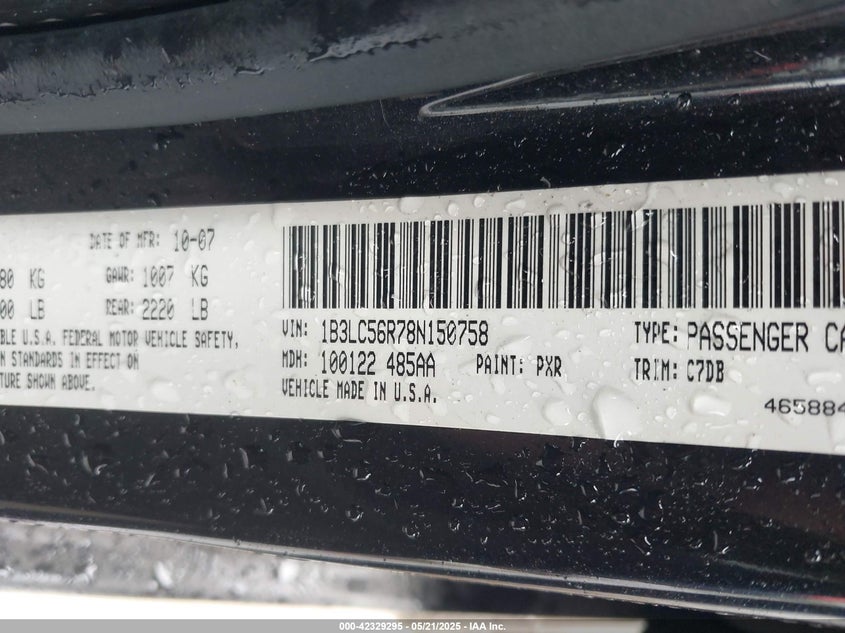 DATE OF MFR: 10-07
80 KG GAWR: 1007 KG
00 LB REAR: 2220 LB
BLE U.S.A. FEDERAL MOTOR VEHICLE SAFETY,
ON STANDARDS IN EFFECT ON
TURE SHOWN ABOVE.
VIN: 1B3LC56R78N150758 TYPE: PASSENGER CA
MDH: 100122 485AA PAINT: PXR TRIM: C7DB
VEHICLE MADE IN U.S.A.
465884
000-42329295 - 05/21/2025 - IAA Inc.